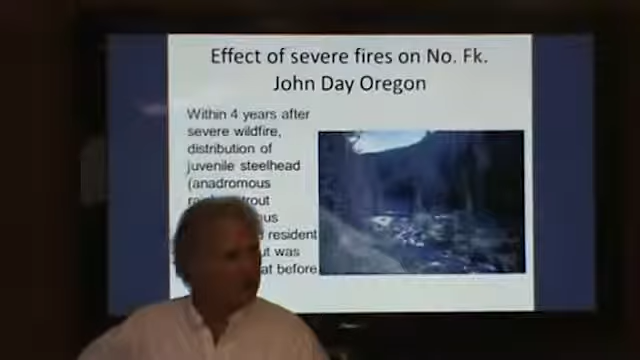 Effect of severe fires on No. Fk.
John Day Oregon
Within 4 years after
severe wildfire,
distribution of
juvenile steelhead
(anadromous
trout
resident
was
at before